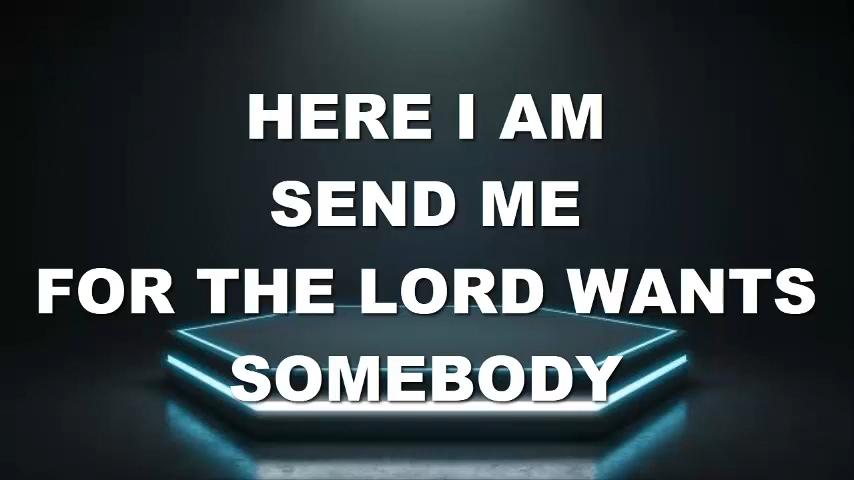 HERE I AM
SEND ME
FOR THE LORD WANTS
SOMEBODY